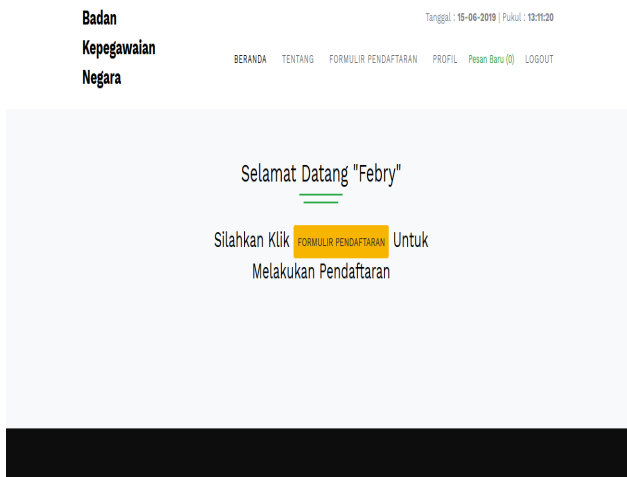 Badan
Kepegawaian
Negara
Tanggal : 15-06-2019 | Pukul : 13:11:20
BERANDA TENTANG FORMULIR PENDAFTARAN PROFIL Pesan Baru (0) LOGOUT
Selamat Datang "Febry"
Silahkan Klik FORMULIR PENDAFTARAN Untuk
Melakukan Pendaftaran